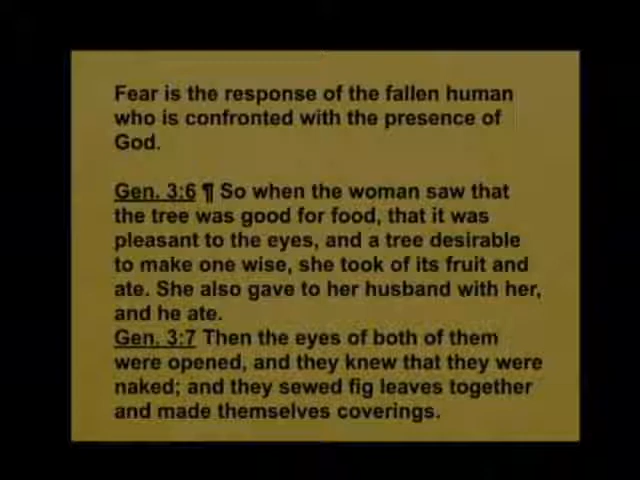 Fear is the response of the fallen human
who is confronted with the presence of
God.
Gen. 3:6 ¶ So when the woman saw that
the tree was good for food, that it was
pleasant to the eyes, and a tree desirable
to make one wise, she took of its fruit and
ate. She also gave to her husband with her,
and he ate.
Gen. 3:7 Then the eyes of both of them
were opened, and they knew that they were
naked; and they sewed fig leaves together
and made themselves coverings.